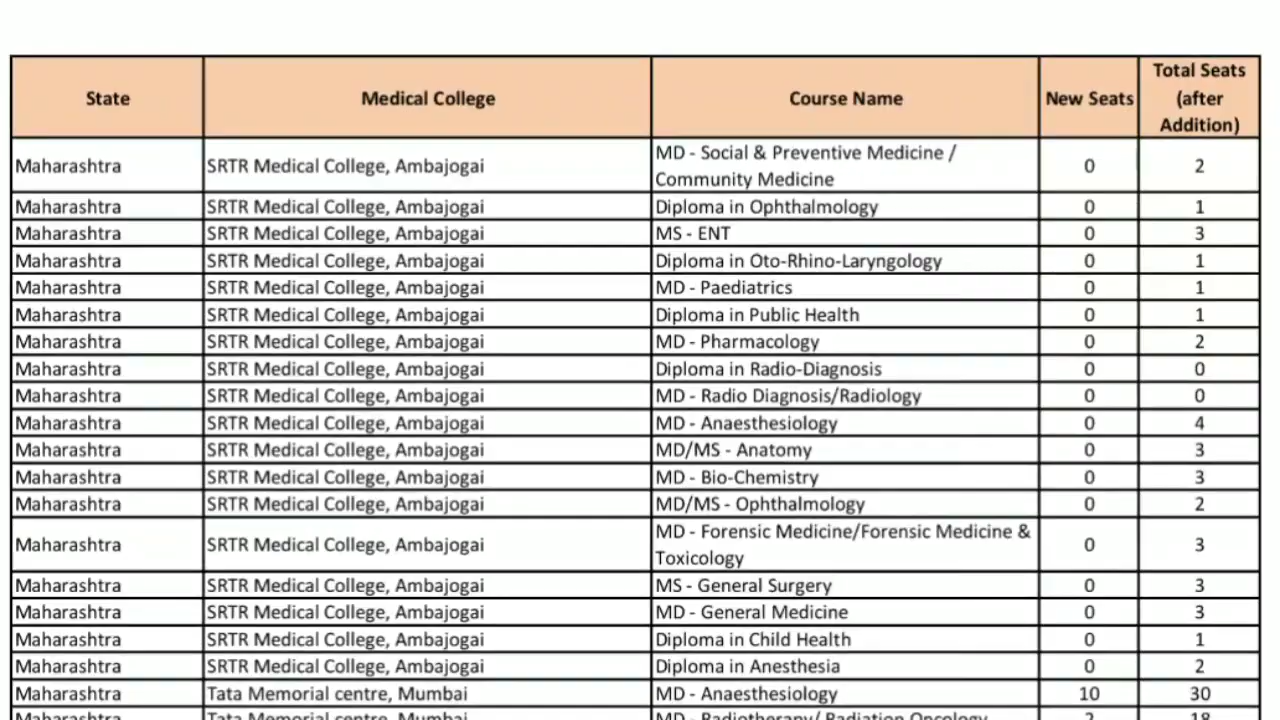 State Medical College Course Name New Seats Total Seats (after Addition)
Maharashtra SRTR Medical College, Ambajogai MD - Social & Preventive Medicine / Community Medicine 0 2
Maharashtra SRTR Medical College, Ambajogai Diploma in Ophthalmology 0 1
Maharashtra SRTR Medical College, Ambajogai MS - ENT 0 3
Maharashtra SRTR Medical College, Ambajogai Diploma in Oto-Rhino-Laryngology 0 1
Maharashtra SRTR Medical College, Ambajogai MD - Paediatrics 0 1
Maharashtra SRTR Medical College, Ambajogai Diploma in Public Health 0 1
Maharashtra SRTR Medical College, Ambajogai MD - Pharmacology 0 2
Maharashtra SRTR Medical College, Ambajogai Diploma in Radio-Diagnosis 0 0
Maharashtra SRTR Medical College, Ambajogai MD - Radio Diagnosis/Radiology 0 0
Maharashtra SRTR Medical College, Ambajogai MD - Anaesthesiology 0 4
Maharashtra SRTR Medical College, Ambajogai MD/MS - Anatomy 0 3
Maharashtra SRTR Medical College, Ambajogai MD - Bio-Chemistry 0 3
Maharashtra SRTR Medical College, Ambajogai MD/MS - Ophthalmology 0 2
Maharashtra SRTR Medical College, Ambajogai MD - Forensic Medicine/Forensic Medicine & Toxicology 0 3
Maharashtra SRTR Medical College, Ambajogai MS - General Surgery 0 3
Maharashtra SRTR Medical College, Ambajogai MD - General Medicine 0 3
Maharashtra SRTR Medical College, Ambajogai Diploma in Child Health 0 1
Maharashtra SRTR Medical College, Ambajogai Diploma in Anesthesia 0 2
Maharashtra Tata Memorial centre, Mumbai MD - Anaesthesiology 10 30
Maharashtra Tata Memorial centre, Mumbai MD - Radiotherapy/ Radiation Oncology 2 18